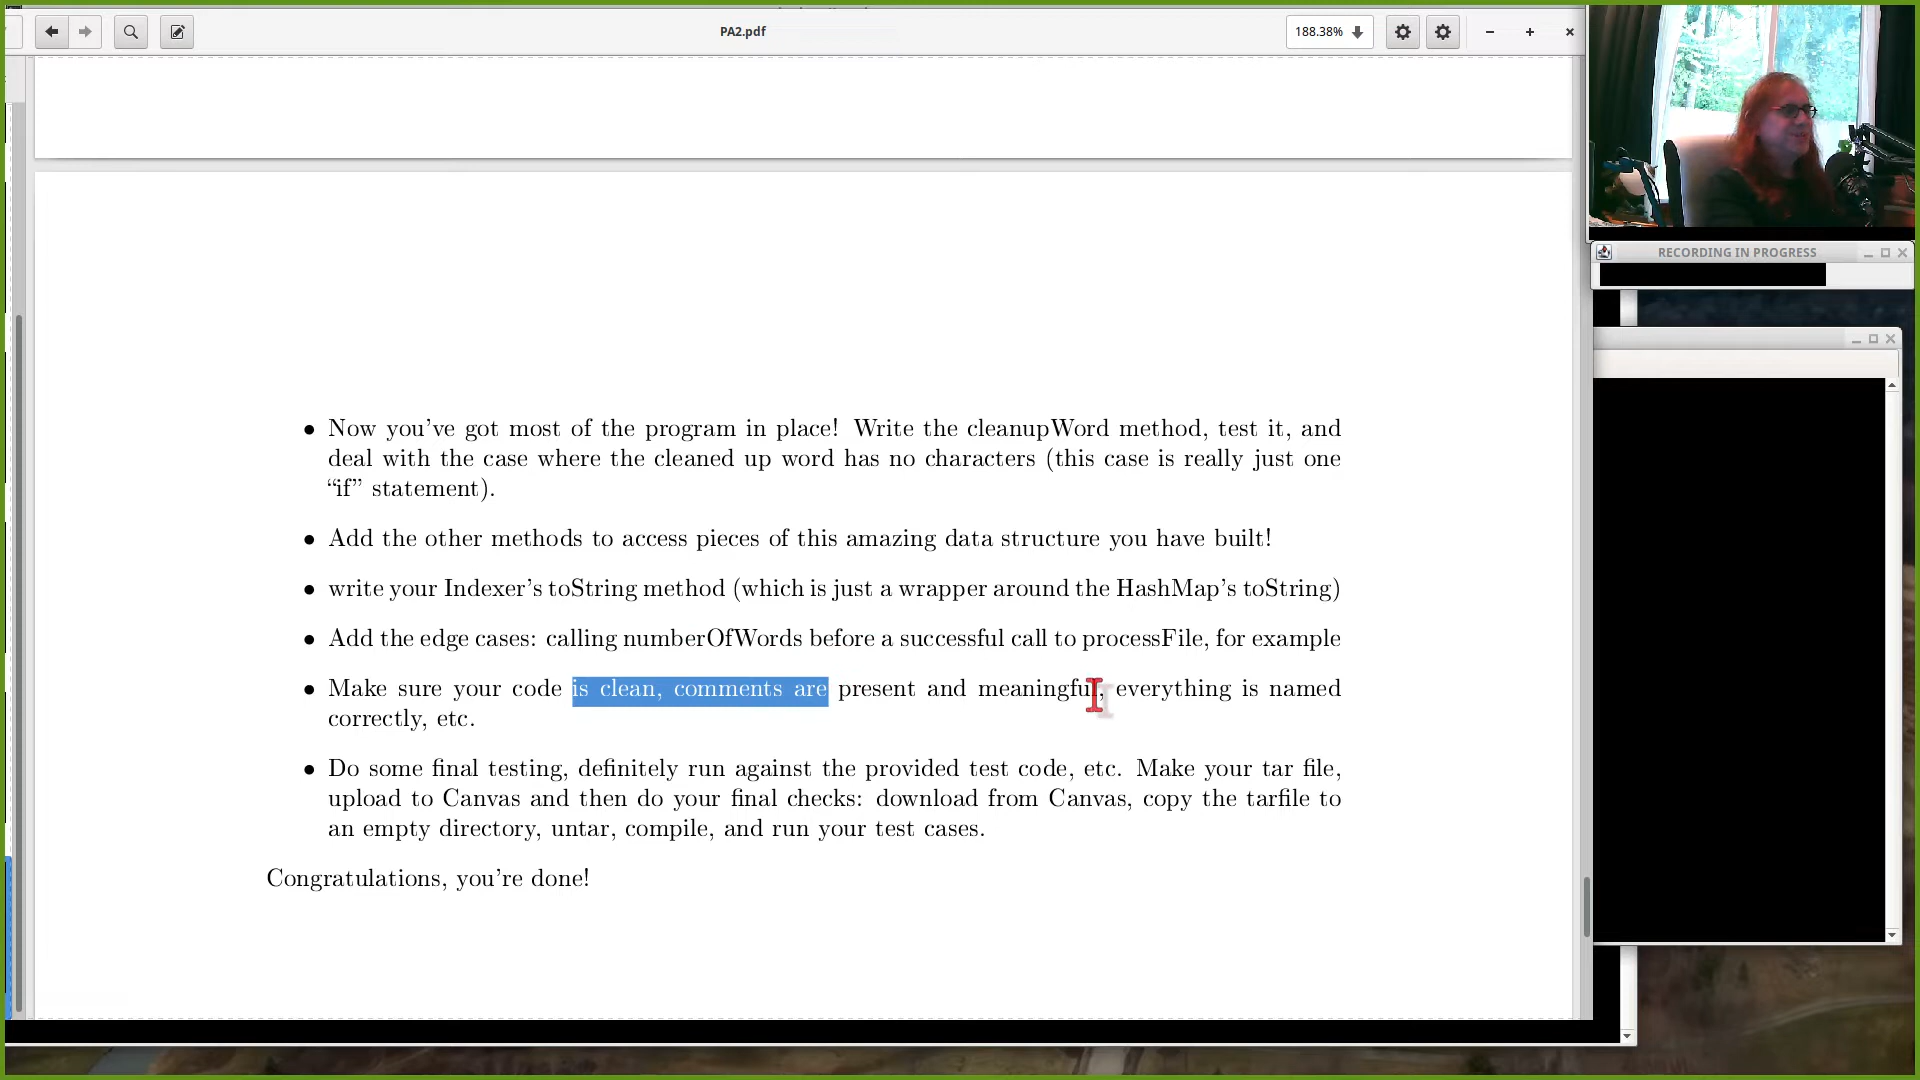 PA2.pdf
188.38%
RECORDING IN PROGRESS
• Now you’ve got most of the program in place! Write the cleanupWord method, test it, and
deal with the case where the cleaned up word has no characters (this case is really just one
“if” statement).
• Add the other methods to access pieces of this amazing data structure you have built!
• write your Indexer’s toString method (which is just a wrapper around the HashMap’s toString)
• Add the edge cases: calling numberOfWords before a successful call to processFile, for example
• Make sure your code is clean, comments are present and meaningful, everything is named
correctly, etc.
• Do some final testing, definitely run against the provided test code, etc. Make your tar file,
upload to Canvas and then do your final checks: download from Canvas, copy the tarfile to
an empty directory, untar, compile, and run your test cases.
Congratulations, you’re done!